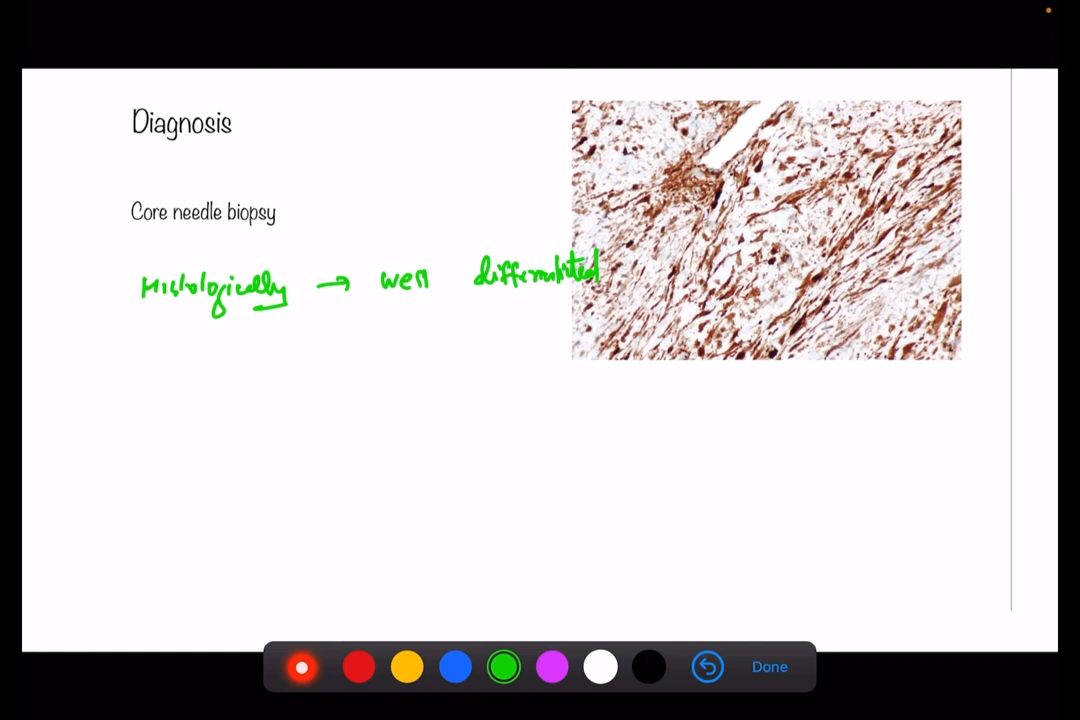 Diagnosis
Core needle biopsy
Histologically → well differentiated
Done